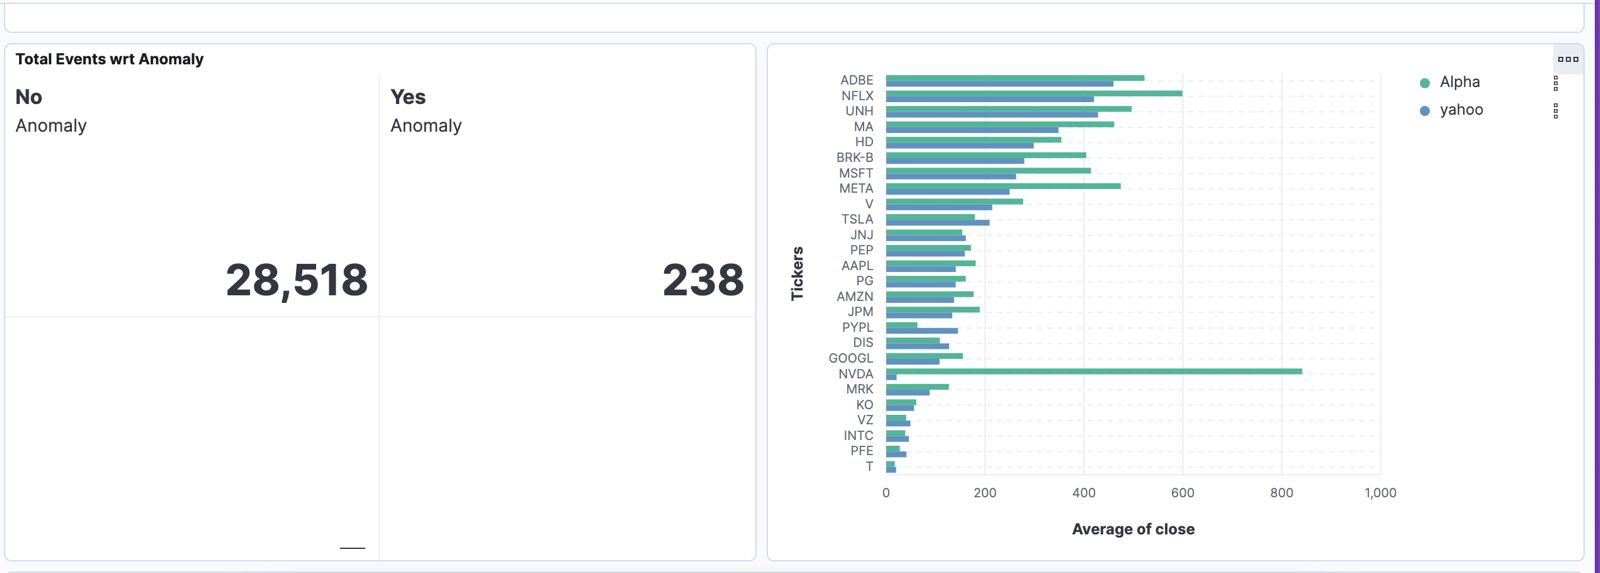 Total Events wrt Anomaly
No
Anomaly
28,518
Yes
Anomaly
238
Tickers
ADBE
NFLX
UNH
MA
HD
BRK-B
MSFT
META
V
TSLA
JNJ
PEP
AAPL
PG
AMZN
JPM
PYPL
DIS
GOOGL
NVDA
MRK
KO
VZ
INTC
PFE
T
0 200 400 600 800 1,000
Average of close
Alpha
yahoo